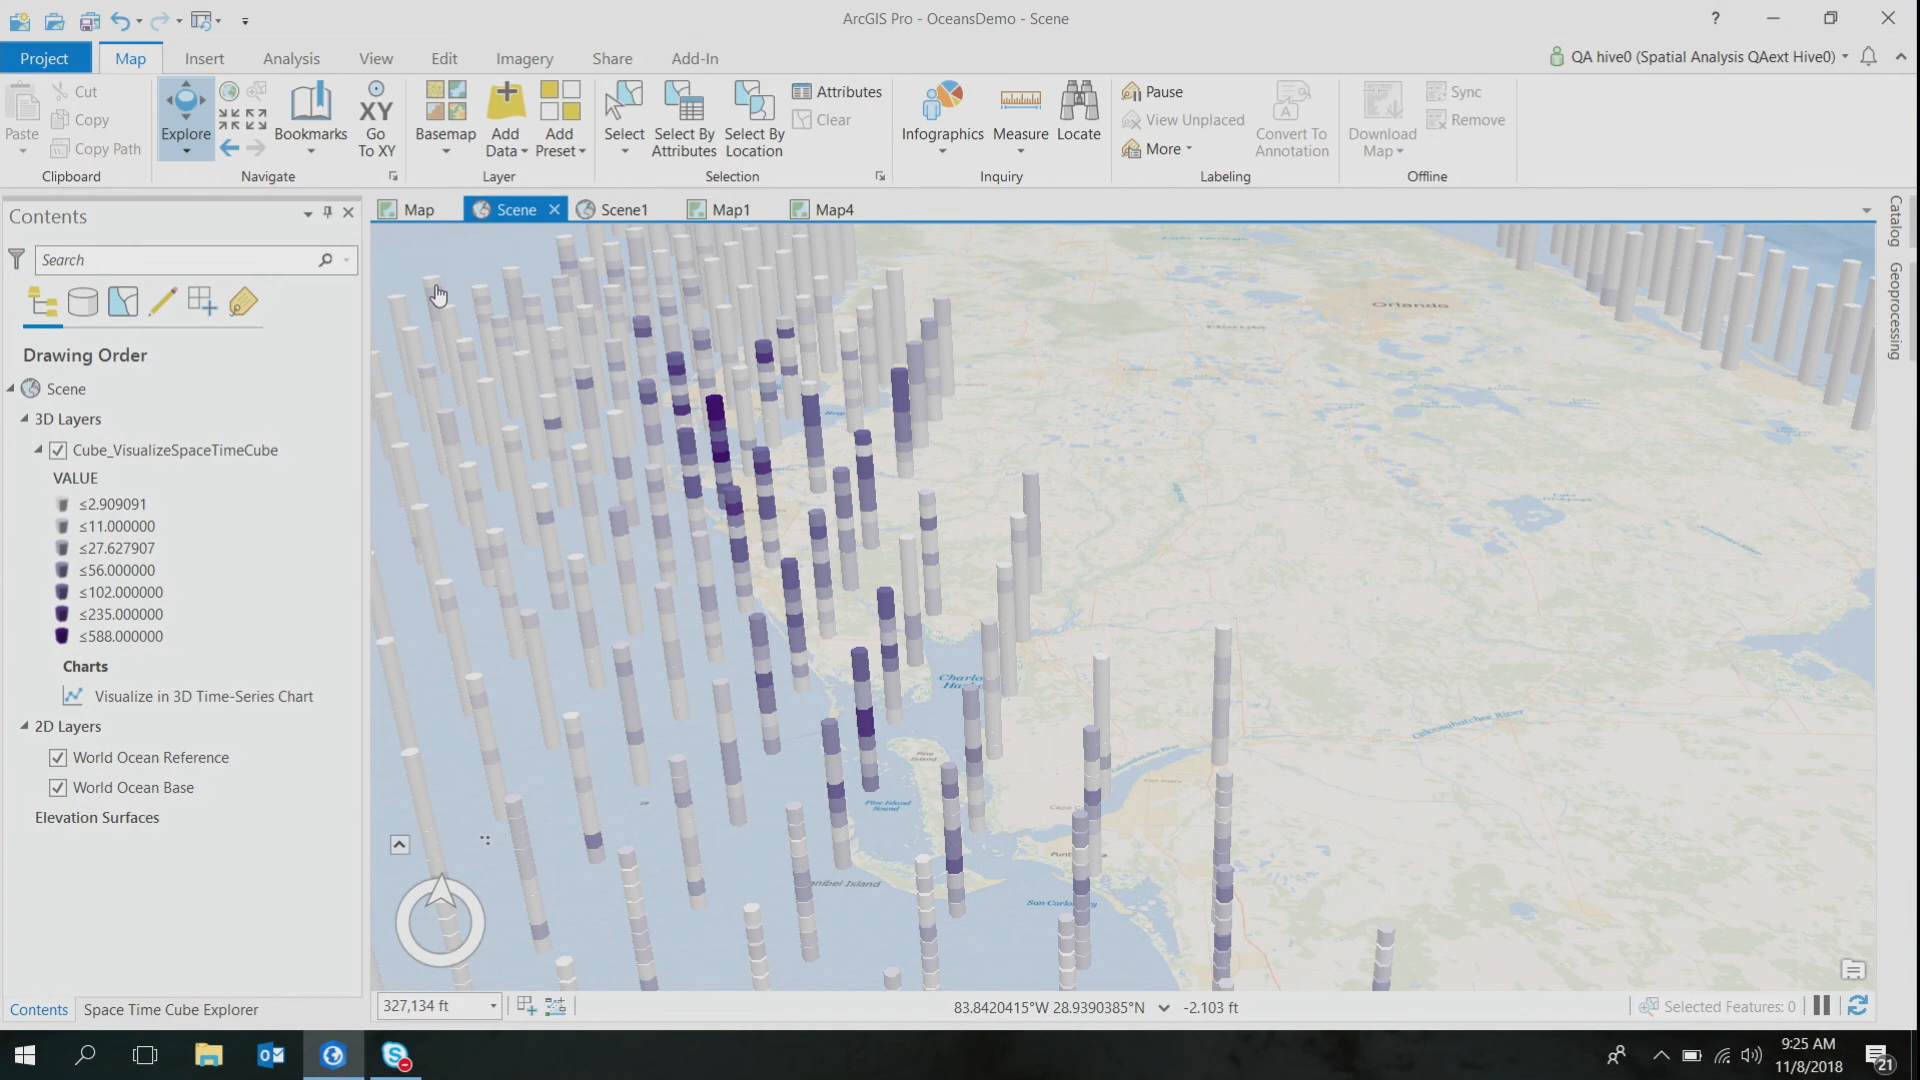 ArcGIS Pro - OceansDemo - Scene
?
Project
Map
Insert
Analysis
View
Edit
Imagery
Share
Add-In
QA hive0 (Spatial Analysis QAext Hive0)
Paste
Cut
Copy
Copy Path
Clipboard
Explore
Bookmarks
XY
Go
To XY
Navigate
Basemap
Add
Data
Add
Preset
Layer
Select
Select By
Attributes
Select By
Location
Attributes
Clear
Selection
Infographics
Measure
Locate
Inquiry
Pause
View Unplaced
More
Convert To
Annotation
Labeling
Download
Map
Sync
Remove
Offline
Contents
Search
Drawing Order
Scene
3D Layers
Cube_VisualizeSpaceTimeCube
VALUE
≤2.909091
≤11.000000
≤27.627907
≤56.000000
≤102.000000
≤235.000000
≤588.000000
Charts
Visualize in 3D Time-Series Chart
2D Layers
World Ocean Reference
World Ocean Base
Elevation Surfaces
Contents
Space Time Cube Explorer
Map
Scene
Scene1
Map1
Map4
Catalog
Geoprocessing
Orlando
Pine Island
Sound
Caloosahatchee River
327,134 ft
83.8420415°W 28.9390385°N
-2.103 ft
Selected Features: 0
9:25 AM
11/8/2018
21